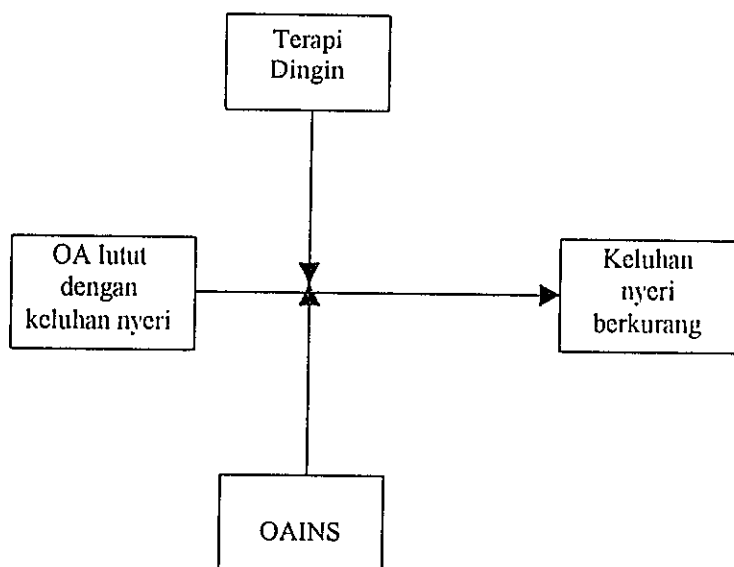 Terapi
Dingin
OA lutut
dengan
keluhan nyeri
Keluhan
nyeri
berkurang
OAINS